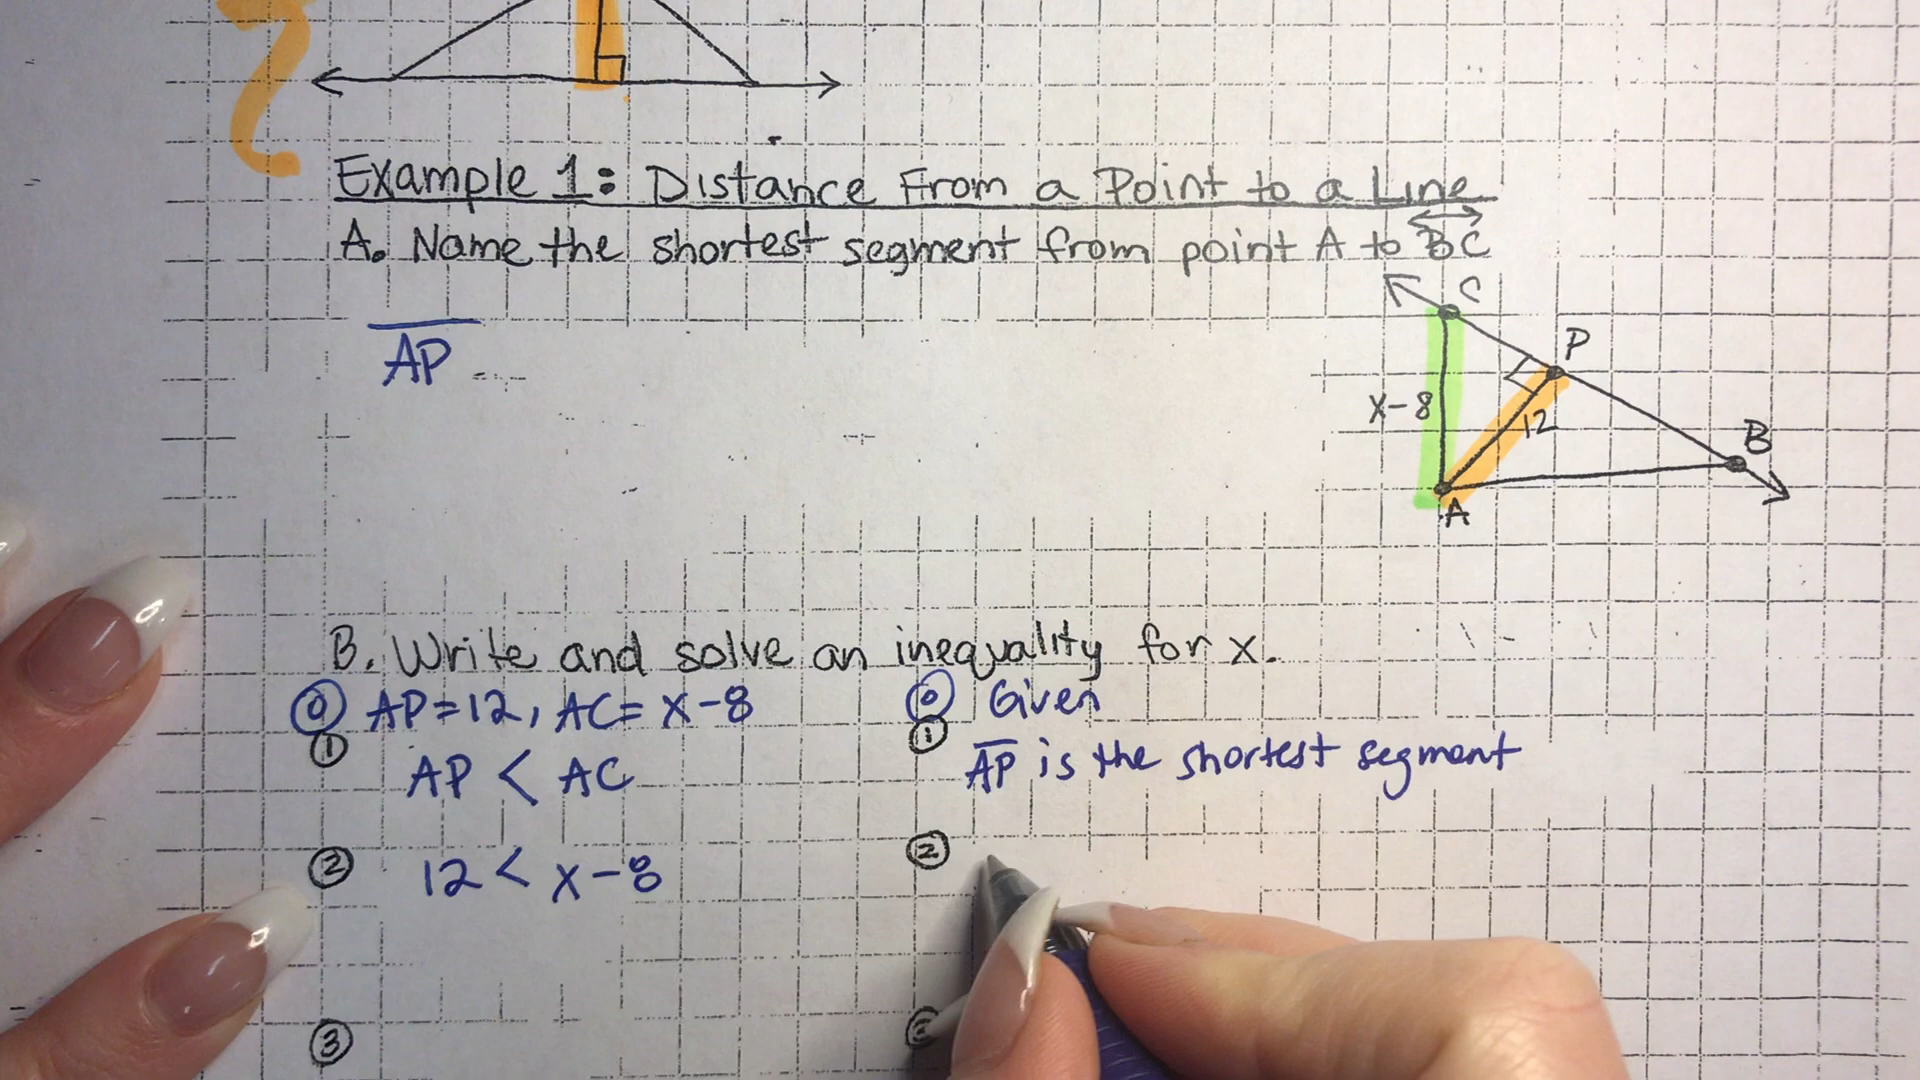 Example 1: Distance From a Point to a Line
A. Name the shortest segment from point A to BC
C
AP
P
x-8
12
B
A
B. Write and solve an inequality for x.
⓪ AP=12, AC= x-8
⓪ Given
①
AP < AC
①
AP is the shortest segment
②
12 < x-8
②
③